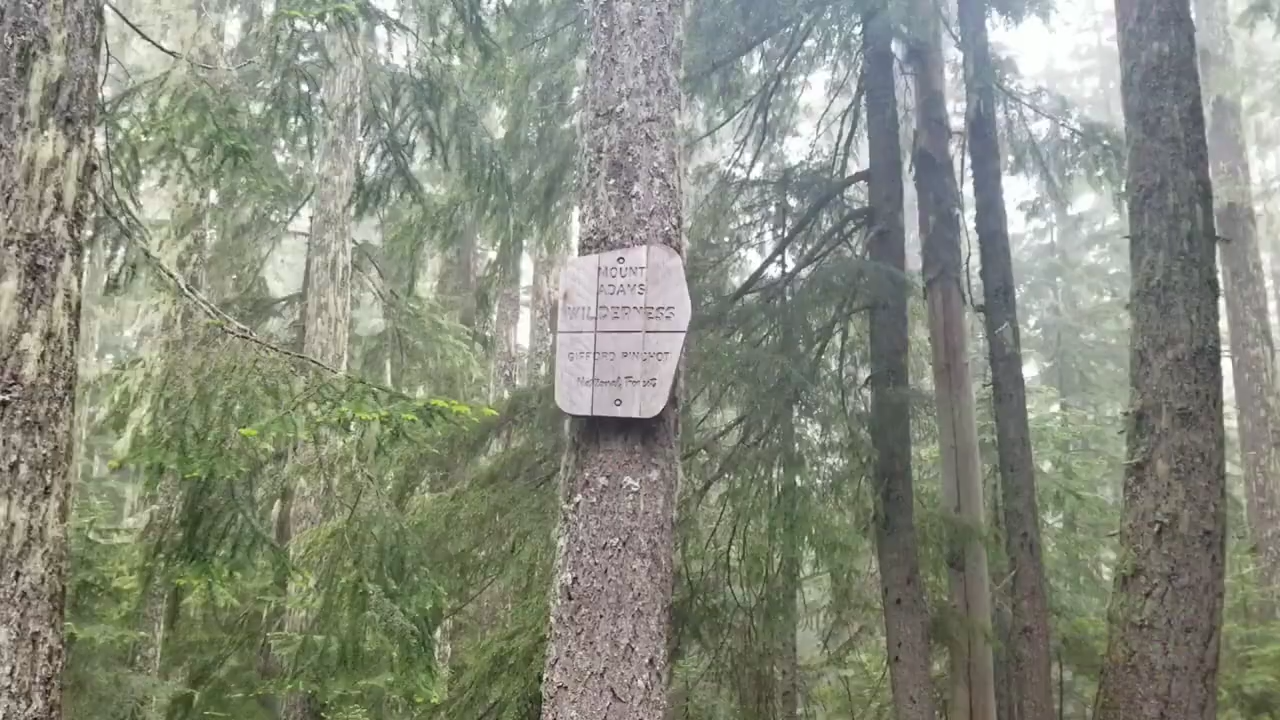 MOUNT
ADAMS
WILDERNESS
GIFFORD PINCHOT
National Forest